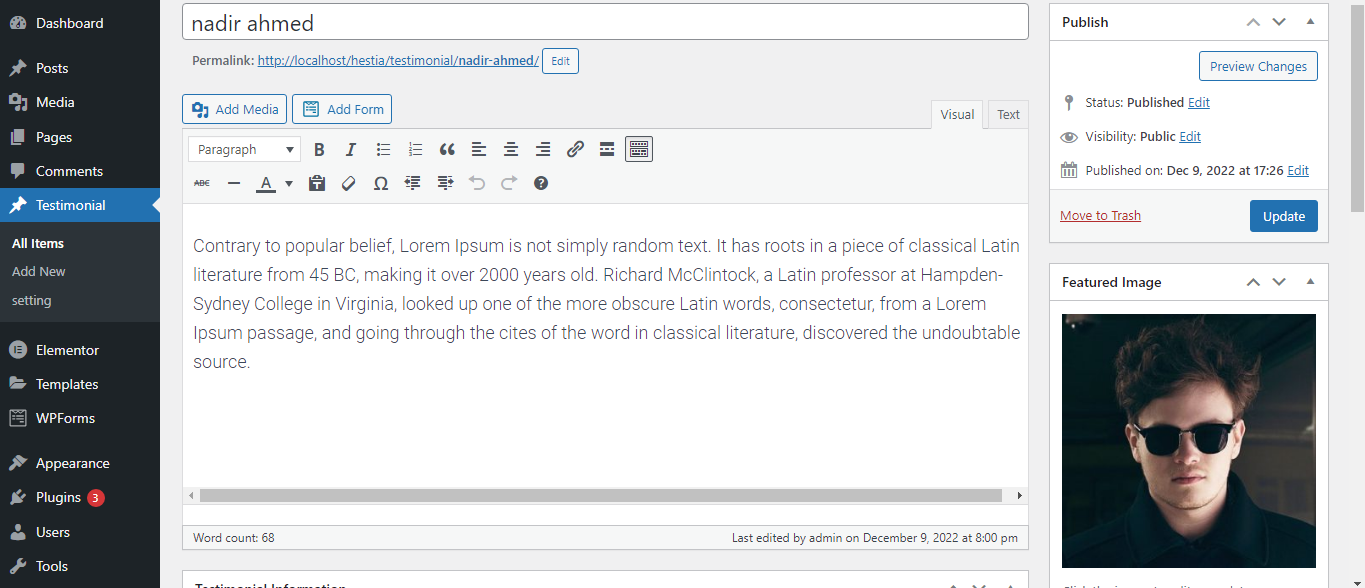 Dashboard
Posts
Media
Pages
Comments
Testimonial
All Items
Add New
setting
Elementor
Templates
WPForms
Appearance
Plugins 3
Users
Tools
nadir ahmed
Permalink: http://localhost/hestia/testimonial/nadir-ahmed/ Edit
Add Media Add Form
Visual Text
Paragraph B I
ABC A Ω
Contrary to popular belief, Lorem Ipsum is not simply random text. It has roots in a piece of classical Latin
literature from 45 BC, making it over 2000 years old. Richard McClintock, a Latin professor at Hampden-
Sydney College in Virginia, looked up one of the more obscure Latin words, consectetur, from a Lorem
Ipsum passage, and going through the cites of the word in classical literature, discovered the undoubtable
source.
Word count: 68 Last edited by admin on December 9, 2022 at 8:00 pm
Testimonial Information
Publish
Preview Changes
Status: Published Edit
Visibility: Public Edit
Published on: Dec 9, 2022 at 17:26 Edit
Move to Trash Update
Featured Image